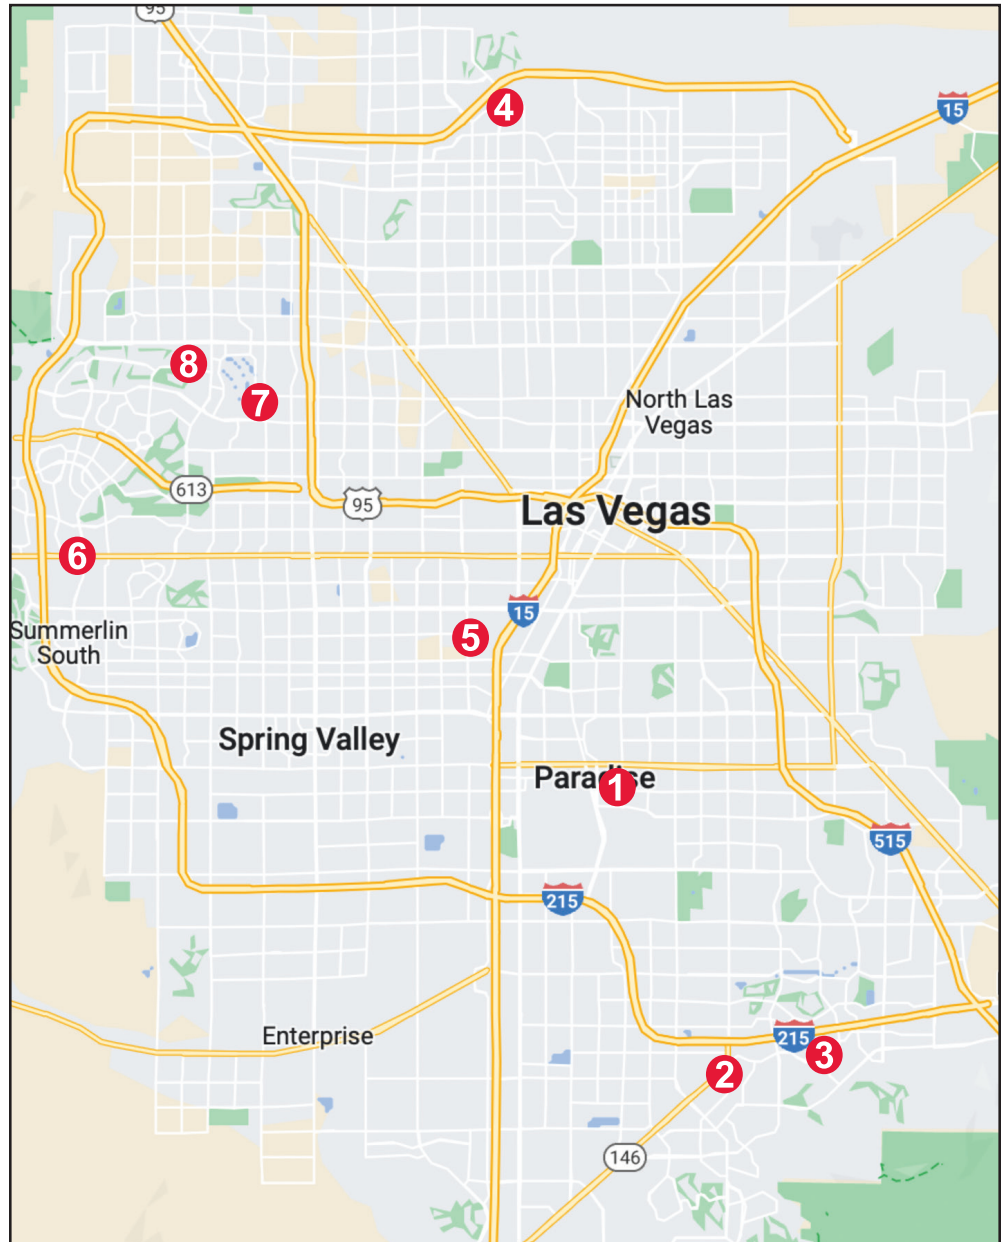 95
4
15
8
7
North Las
Vegas
613
95
Las Vegas
6
15
5
Summerlin
South
Spring Valley
Paradise
1
515
215
Enterprise
215
3
2
146